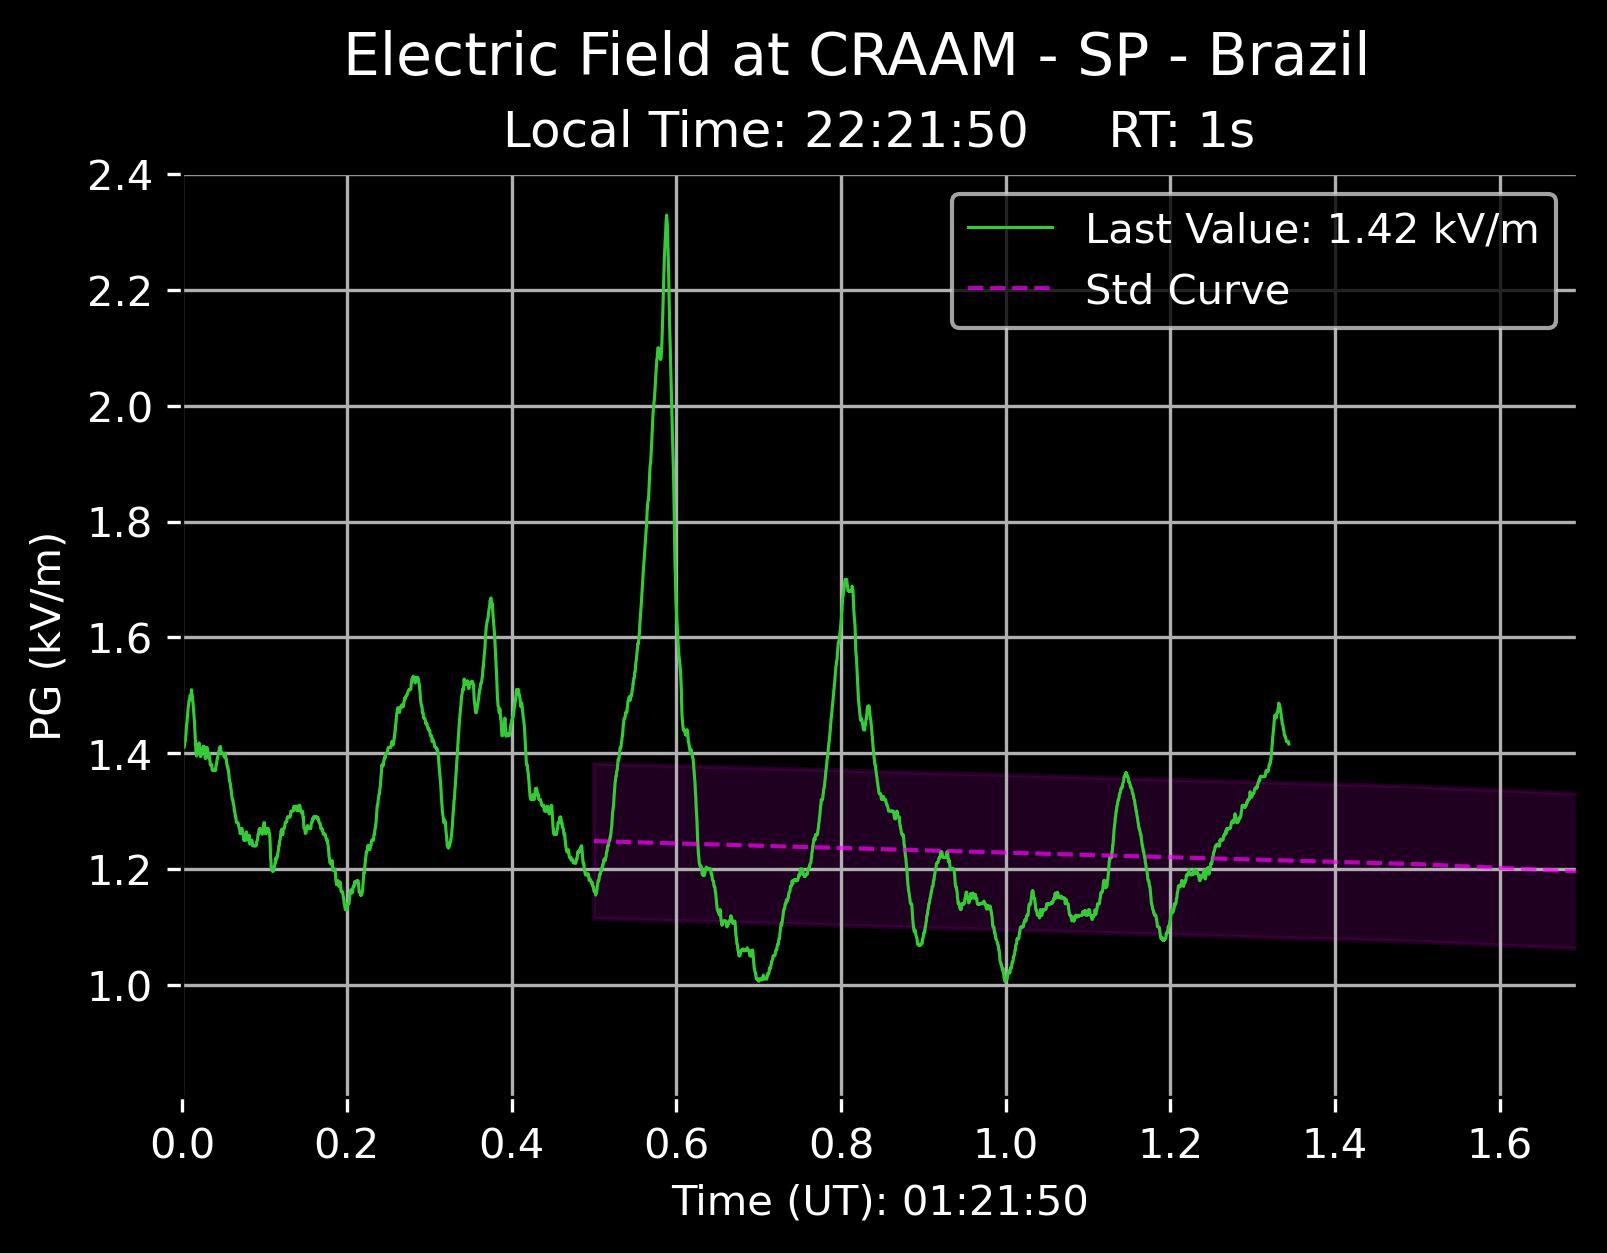 Electric Field at CRAAM - SP - Brazil
Local Time: 22:21:50 RT: 1s
Last Value: 1.42 kV/m
Std Curve
PG (kV/m)
2.4
2.2
2.0
1.8
1.6
1.4
1.2
1.0
0.0 0.2 0.4 0.6 0.8 1.0 1.2 1.4 1.6
Time (UT): 01:21:50